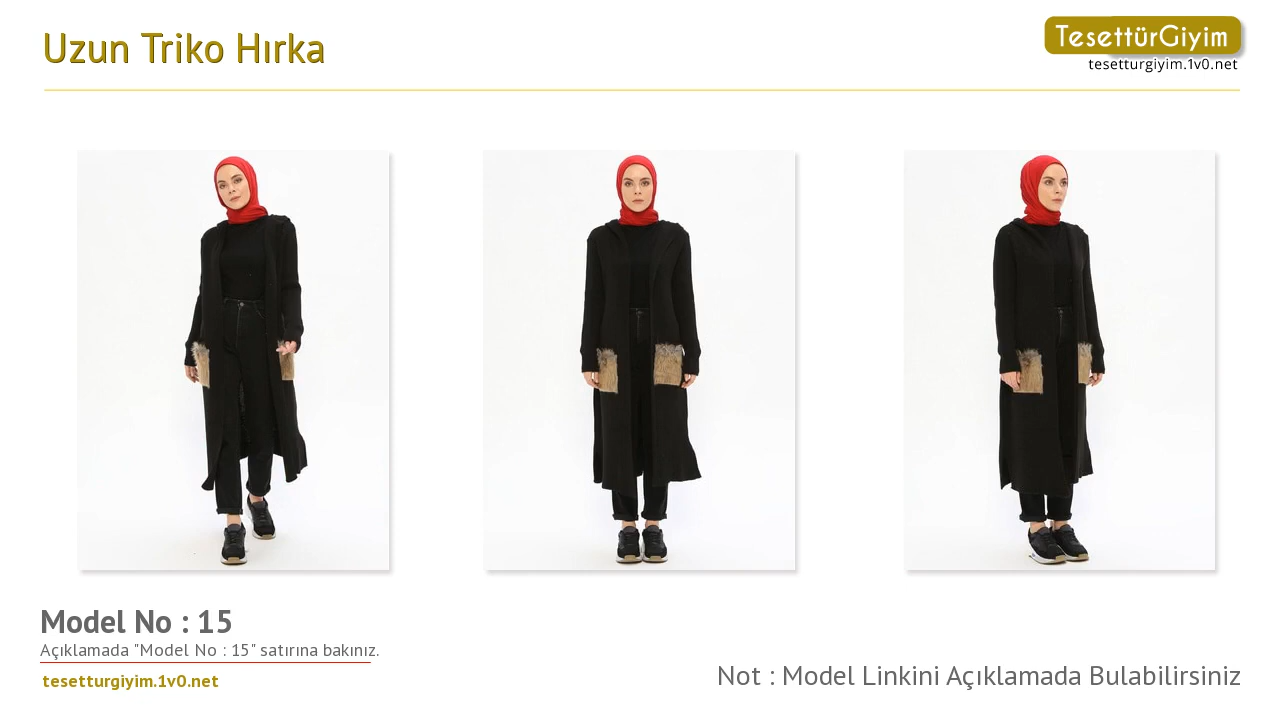 Uzun Triko Hırka
TesettürGiyim
tesetturgiyim.1v0.net
Model No : 15
Açıklamada "Model No : 15" satırına bakınız.
tesetturgiyim.1v0.net
Not : Model Linkini Açıklamada Bulabilirsiniz